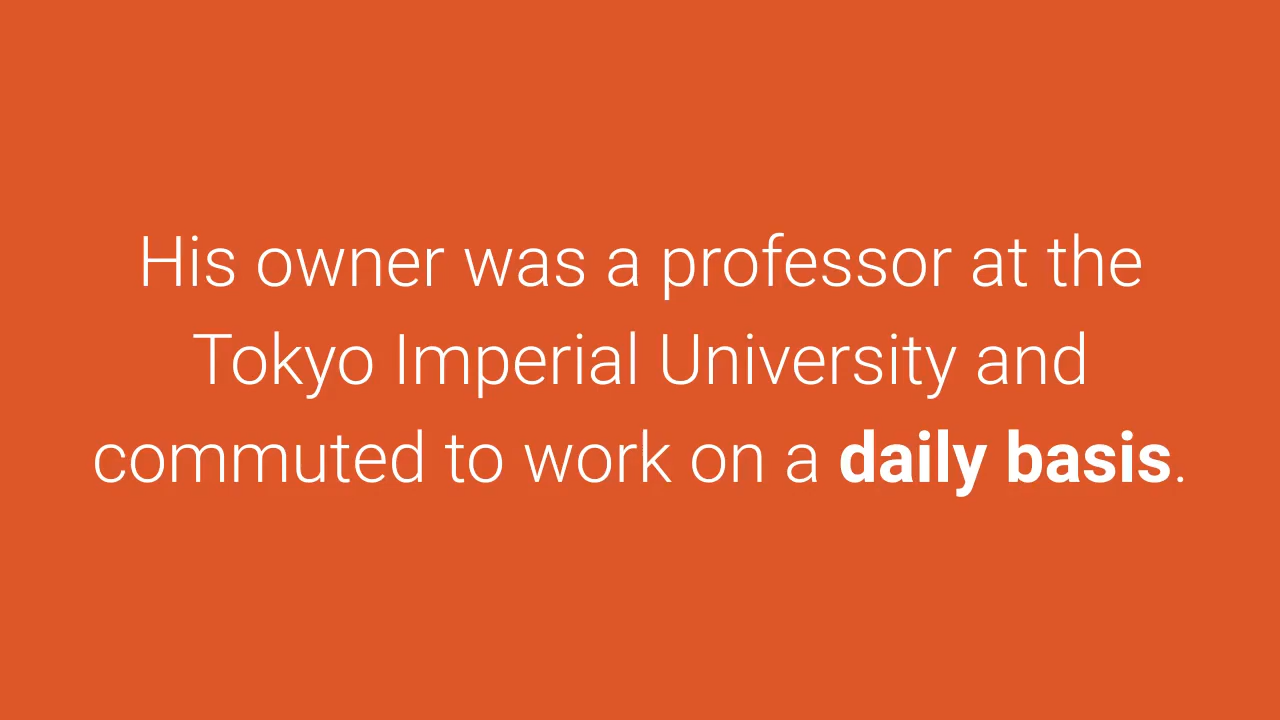 His owner was a professor at the
Tokyo Imperial University and
commuted to work on a daily basis.